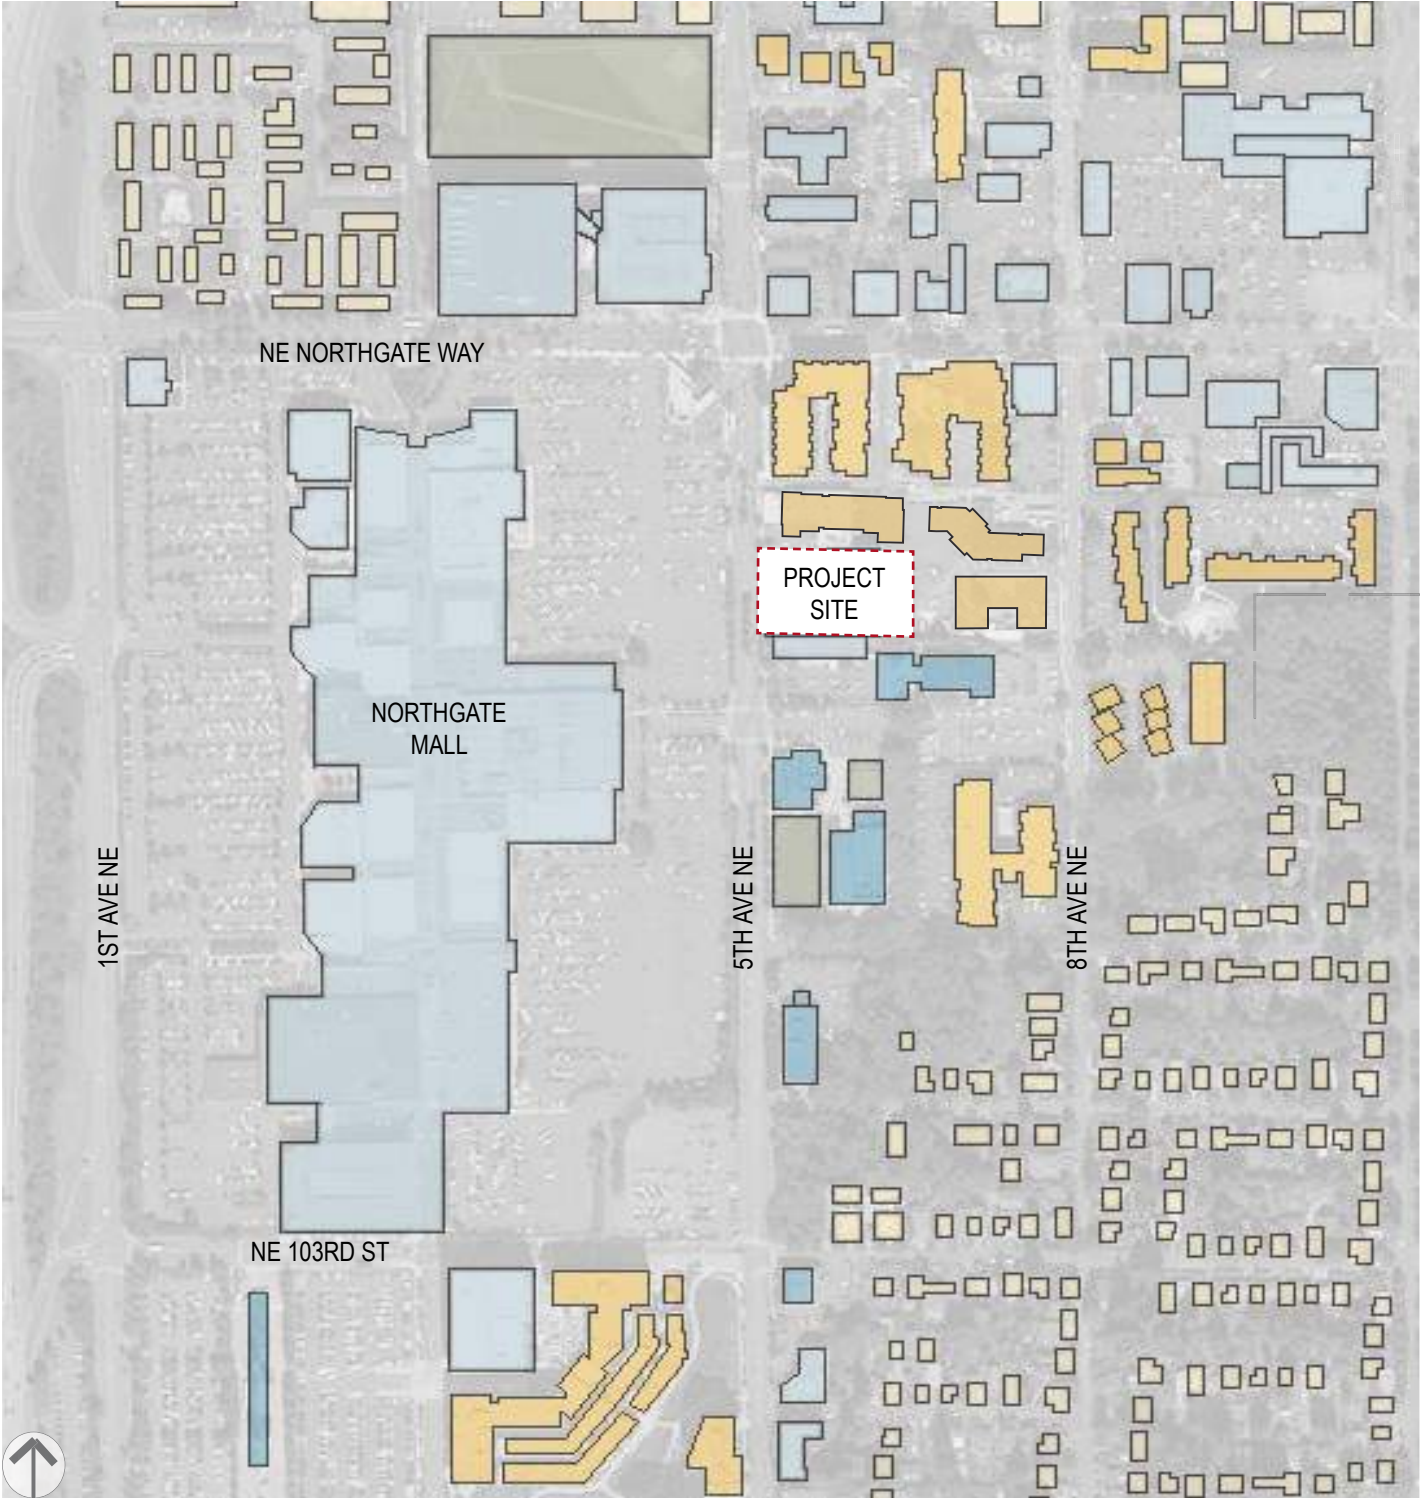 NE NORTHGATE WAY
PROJECT
SITE
NORTHGATE
MALL
1ST AVE NE
5TH AVE NE
8TH AVE NE
NE 103RD ST